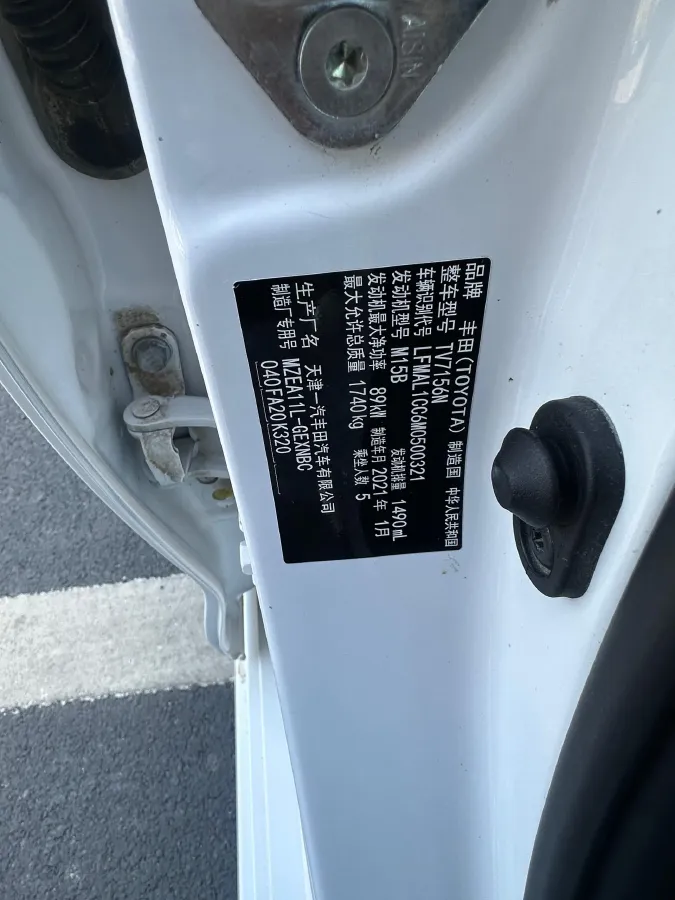 AISIN
品牌 丰田(TOYOTA) 制造国 中华人民共和国
整车型号 TV7156N
车辆识别代号 LFMAL1CC6M0500321
发动机型号 M15B 发动机排量 1490mL
发动机最大净功率 89kW 制造年月 2021年 1月
最大允许总质量 1740kg 乘坐人数 5
生产厂名 天津一汽丰田汽车有限公司
制造厂专用号 MZEA11L-GEXNBC
040 1FA20 K320